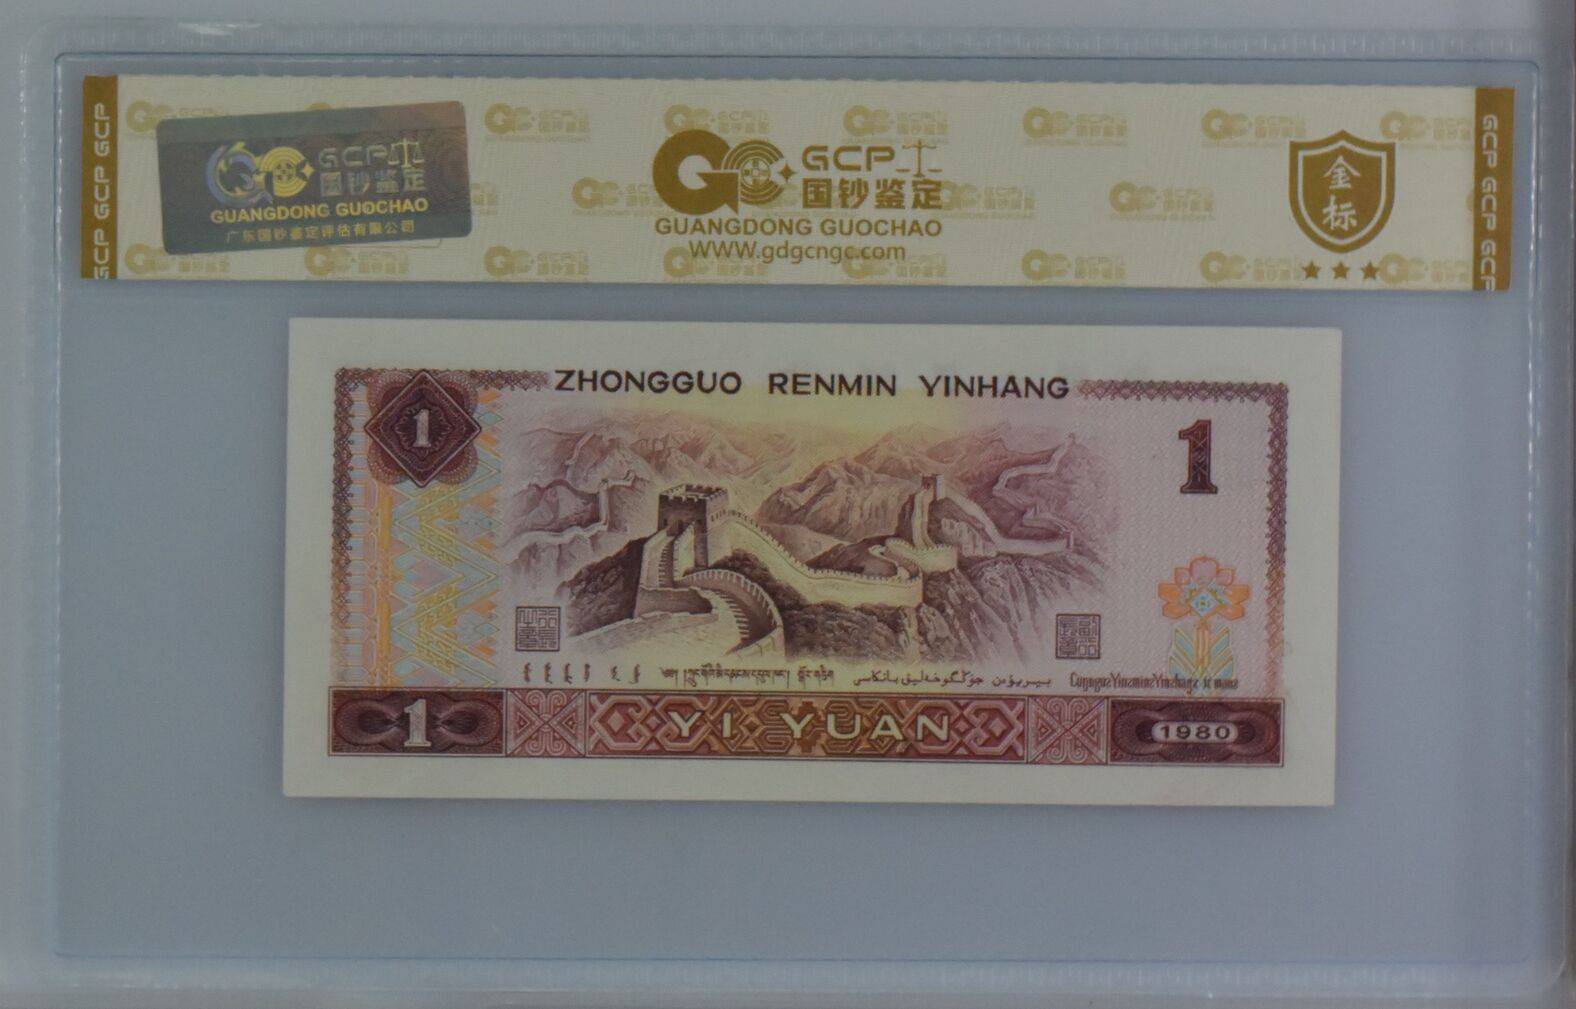 GCP
国钞鉴定
GUANGDONG GUOCHAO
广东国钞鉴定评估有限公司
GCP
国钞鉴定
GUANGDONG GUOCHAO
WWW.gdgcngc.com
金
标
GCP GCP GCP GCP
GCP GCP GCP GCP
ZHONGGUO RENMIN YINHANG
1
1
1
YI YUAN
1980